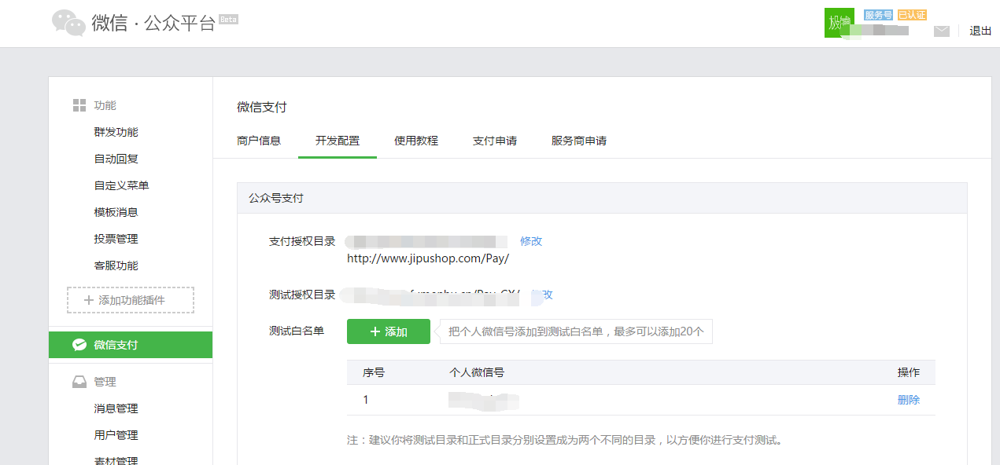 微信·公众平台 Beta
极端
服务号 已认证
退出
功能
群发功能
自动回复
自定义菜单
模板消息
投票管理
客服功能
添加功能插件
微信支付
管理
消息管理
用户管理
素材管理
微信支付
商户信息 开发配置 使用教程 支付申请 服务商申请
公众号支付
支付授权目录 修改
http://www.jipushop.com/Pay/
测试授权目录 改
测试白名单 添加 把个人微信号添加到测试白名单，最多可以添加20个
序号 个人微信号 操作
1 删除
注：建议你将测试目录和正式目录分别设置成为两个不同的目录，以方便你进行支付测试。